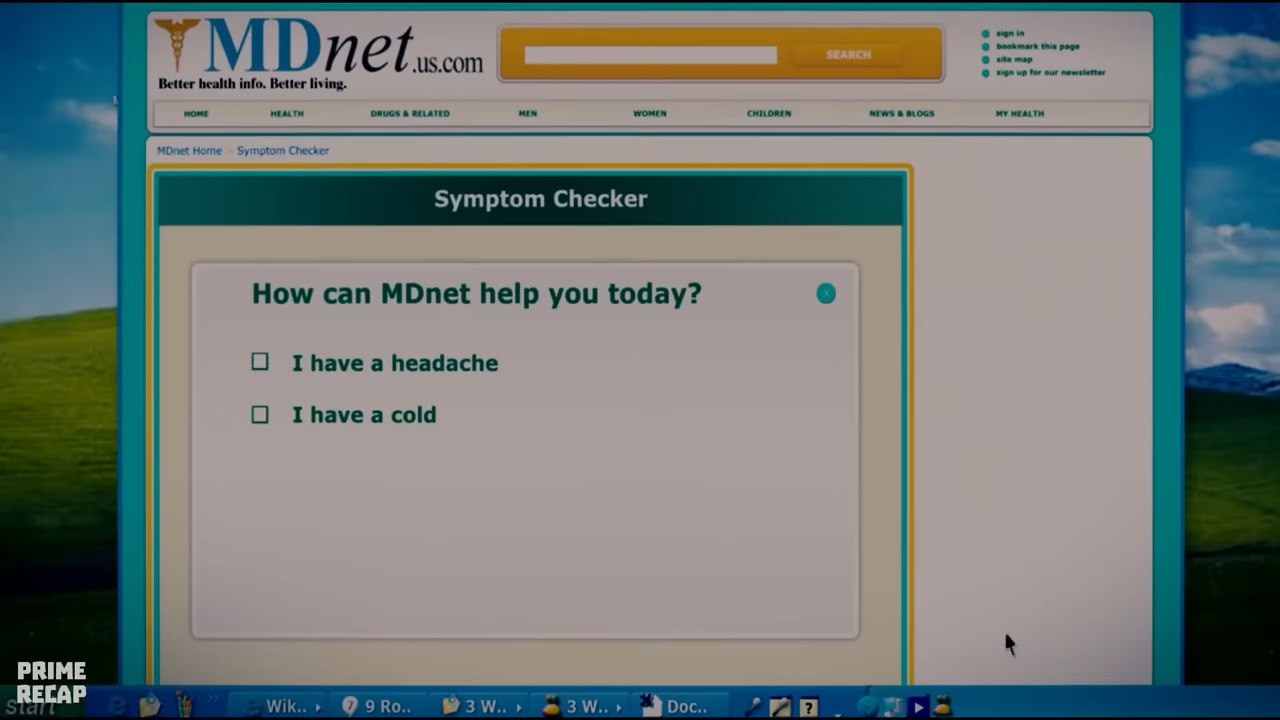 MDnet.us.com
Better health info. Better living.
SEARCH
sign in
bookmark this page
site map
sign up for our newsletter
HOME HEALTH DRUGS & RELATED MEN WOMEN CHILDREN NEWS & BLOGS MY HEALTH
MDnet Home Symptom Checker
Symptom Checker
How can MDnet help you today?
I have a headache
I have a cold
PRIME
RECAP
start Wik.. 9 Ro.. 3 W.. 3 W.. Doc..